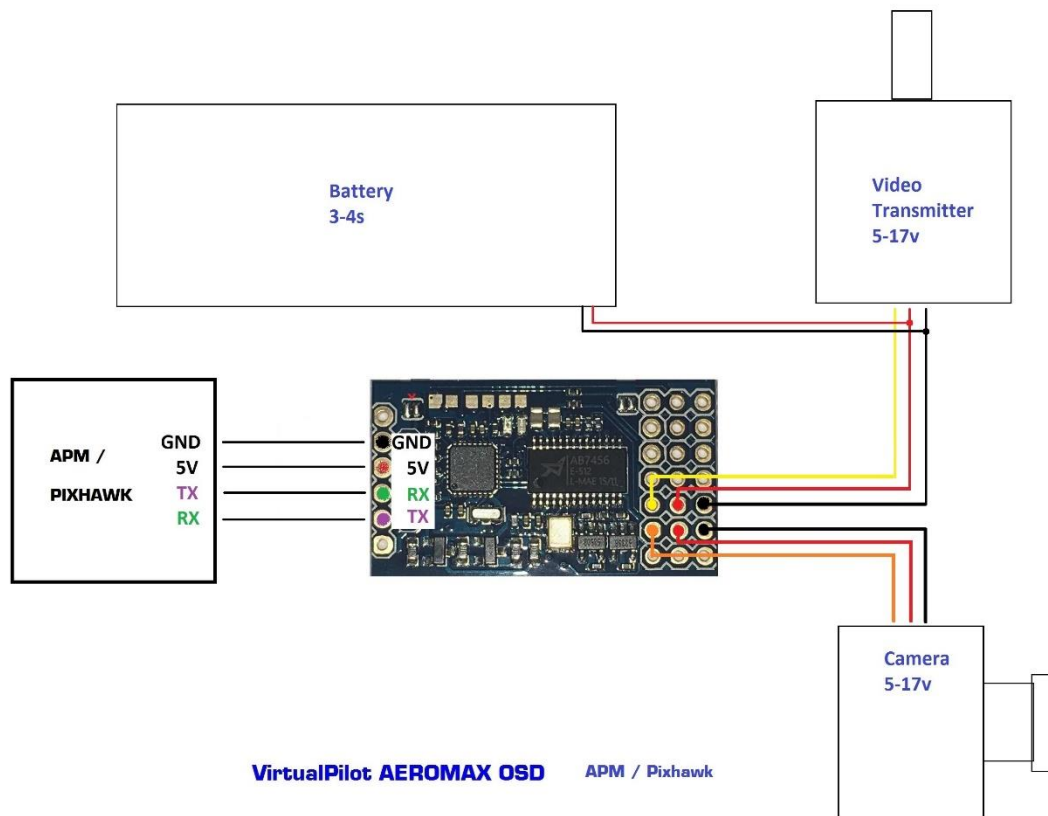 Battery
3-4s
Video
Transmitter
5-17v
APM /
PIXHAWK
GND
5V
TX
RX
GND
5V
RX
TX
AB7456
E-512
Camera
5-17v
VirtualPilot AEROMAX OSD
APM / Pixhawk